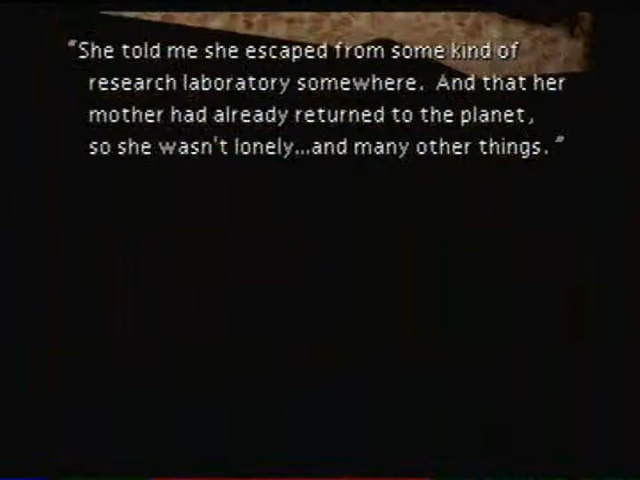 “She told me she escaped from some kind of
research laboratory somewhere. And that her
mother had already returned to the planet,
so she wasn't lonely...and many other things.”